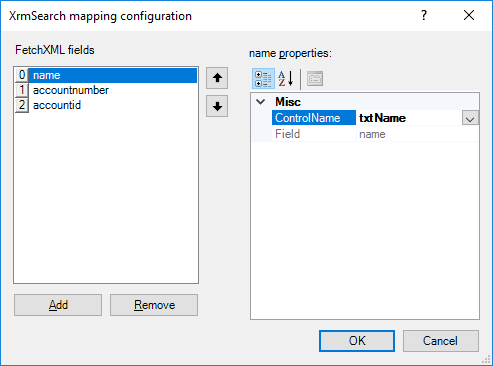 XrmSearch mapping configuration
?
FetchXML fields
0 name
1 accountnumber
2 accountid
Add
Remove
name properties:
A
Z
Misc
ControlName txtName
Field name
OK
Cancel